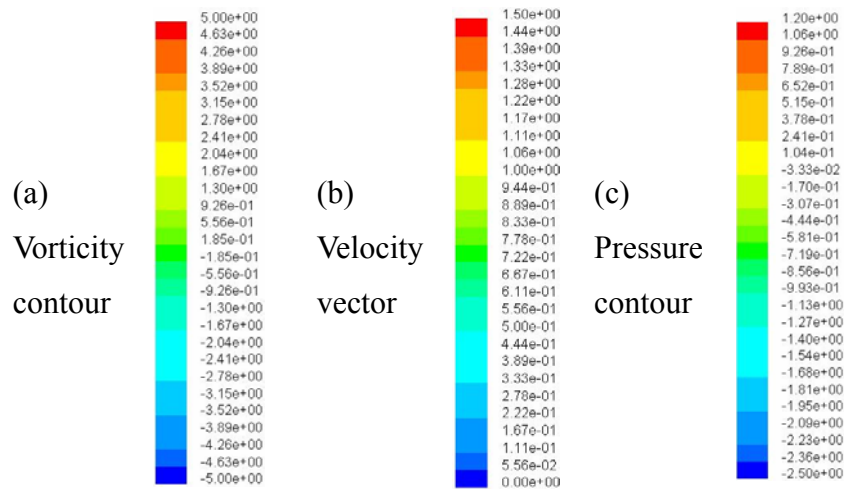 (a)
Vorticity
contour
5.00e+00
4.63e+00
4.26e+00
3.89e+00
3.52e+00
3.15e+00
2.78e+00
2.41e+00
2.04e+00
1.67e+00
1.30e+00
9.26e-01
5.56e-01
1.85e-01
-1.85e-01
-5.56e-01
-9.26e-01
-1.30e+00
-1.67e+00
-2.04e+00
-2.41e+00
-2.78e+00
-3.15e+00
-3.52e+00
-3.89e+00
-4.26e+00
-4.63e+00
-5.00e+00
(b)
Velocity
vector
1.50e+00
1.44e+00
1.39e+00
1.33e+00
1.28e+00
1.22e+00
1.17e+00
1.11e+00
1.06e+00
1.00e+00
9.44e-01
8.89e-01
8.33e-01
7.78e-01
7.22e-01
6.67e-01
6.11e-01
5.56e-01
5.00e-01
4.44e-01
3.89e-01
3.33e-01
2.78e-01
2.22e-01
1.67e-01
1.11e-01
5.56e-02
0.00e+00
(c)
Pressure
contour
1.20e+00
1.06e+00
9.26e-01
7.89e-01
6.52e-01
5.15e-01
3.78e-01
2.41e-01
1.04e-01
-3.33e-02
-1.70e-01
-3.07e-01
-4.44e-01
-5.81e-01
-7.19e-01
-8.56e-01
-9.93e-01
-1.13e+00
-1.27e+00
-1.40e+00
-1.54e+00
-1.68e+00
-1.81e+00
-1.95e+00
-2.09e+00
-2.23e+00
-2.36e+00
-2.50e+00